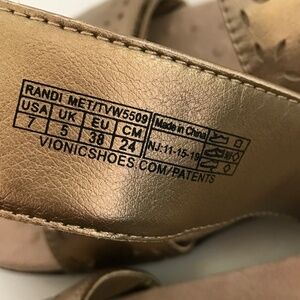 RANDI MET/TVW5509
USA UK EU CM
7 5 38 24
Made in China
NJ:11-15-19
VIONICSHOES.COM/PATENTS